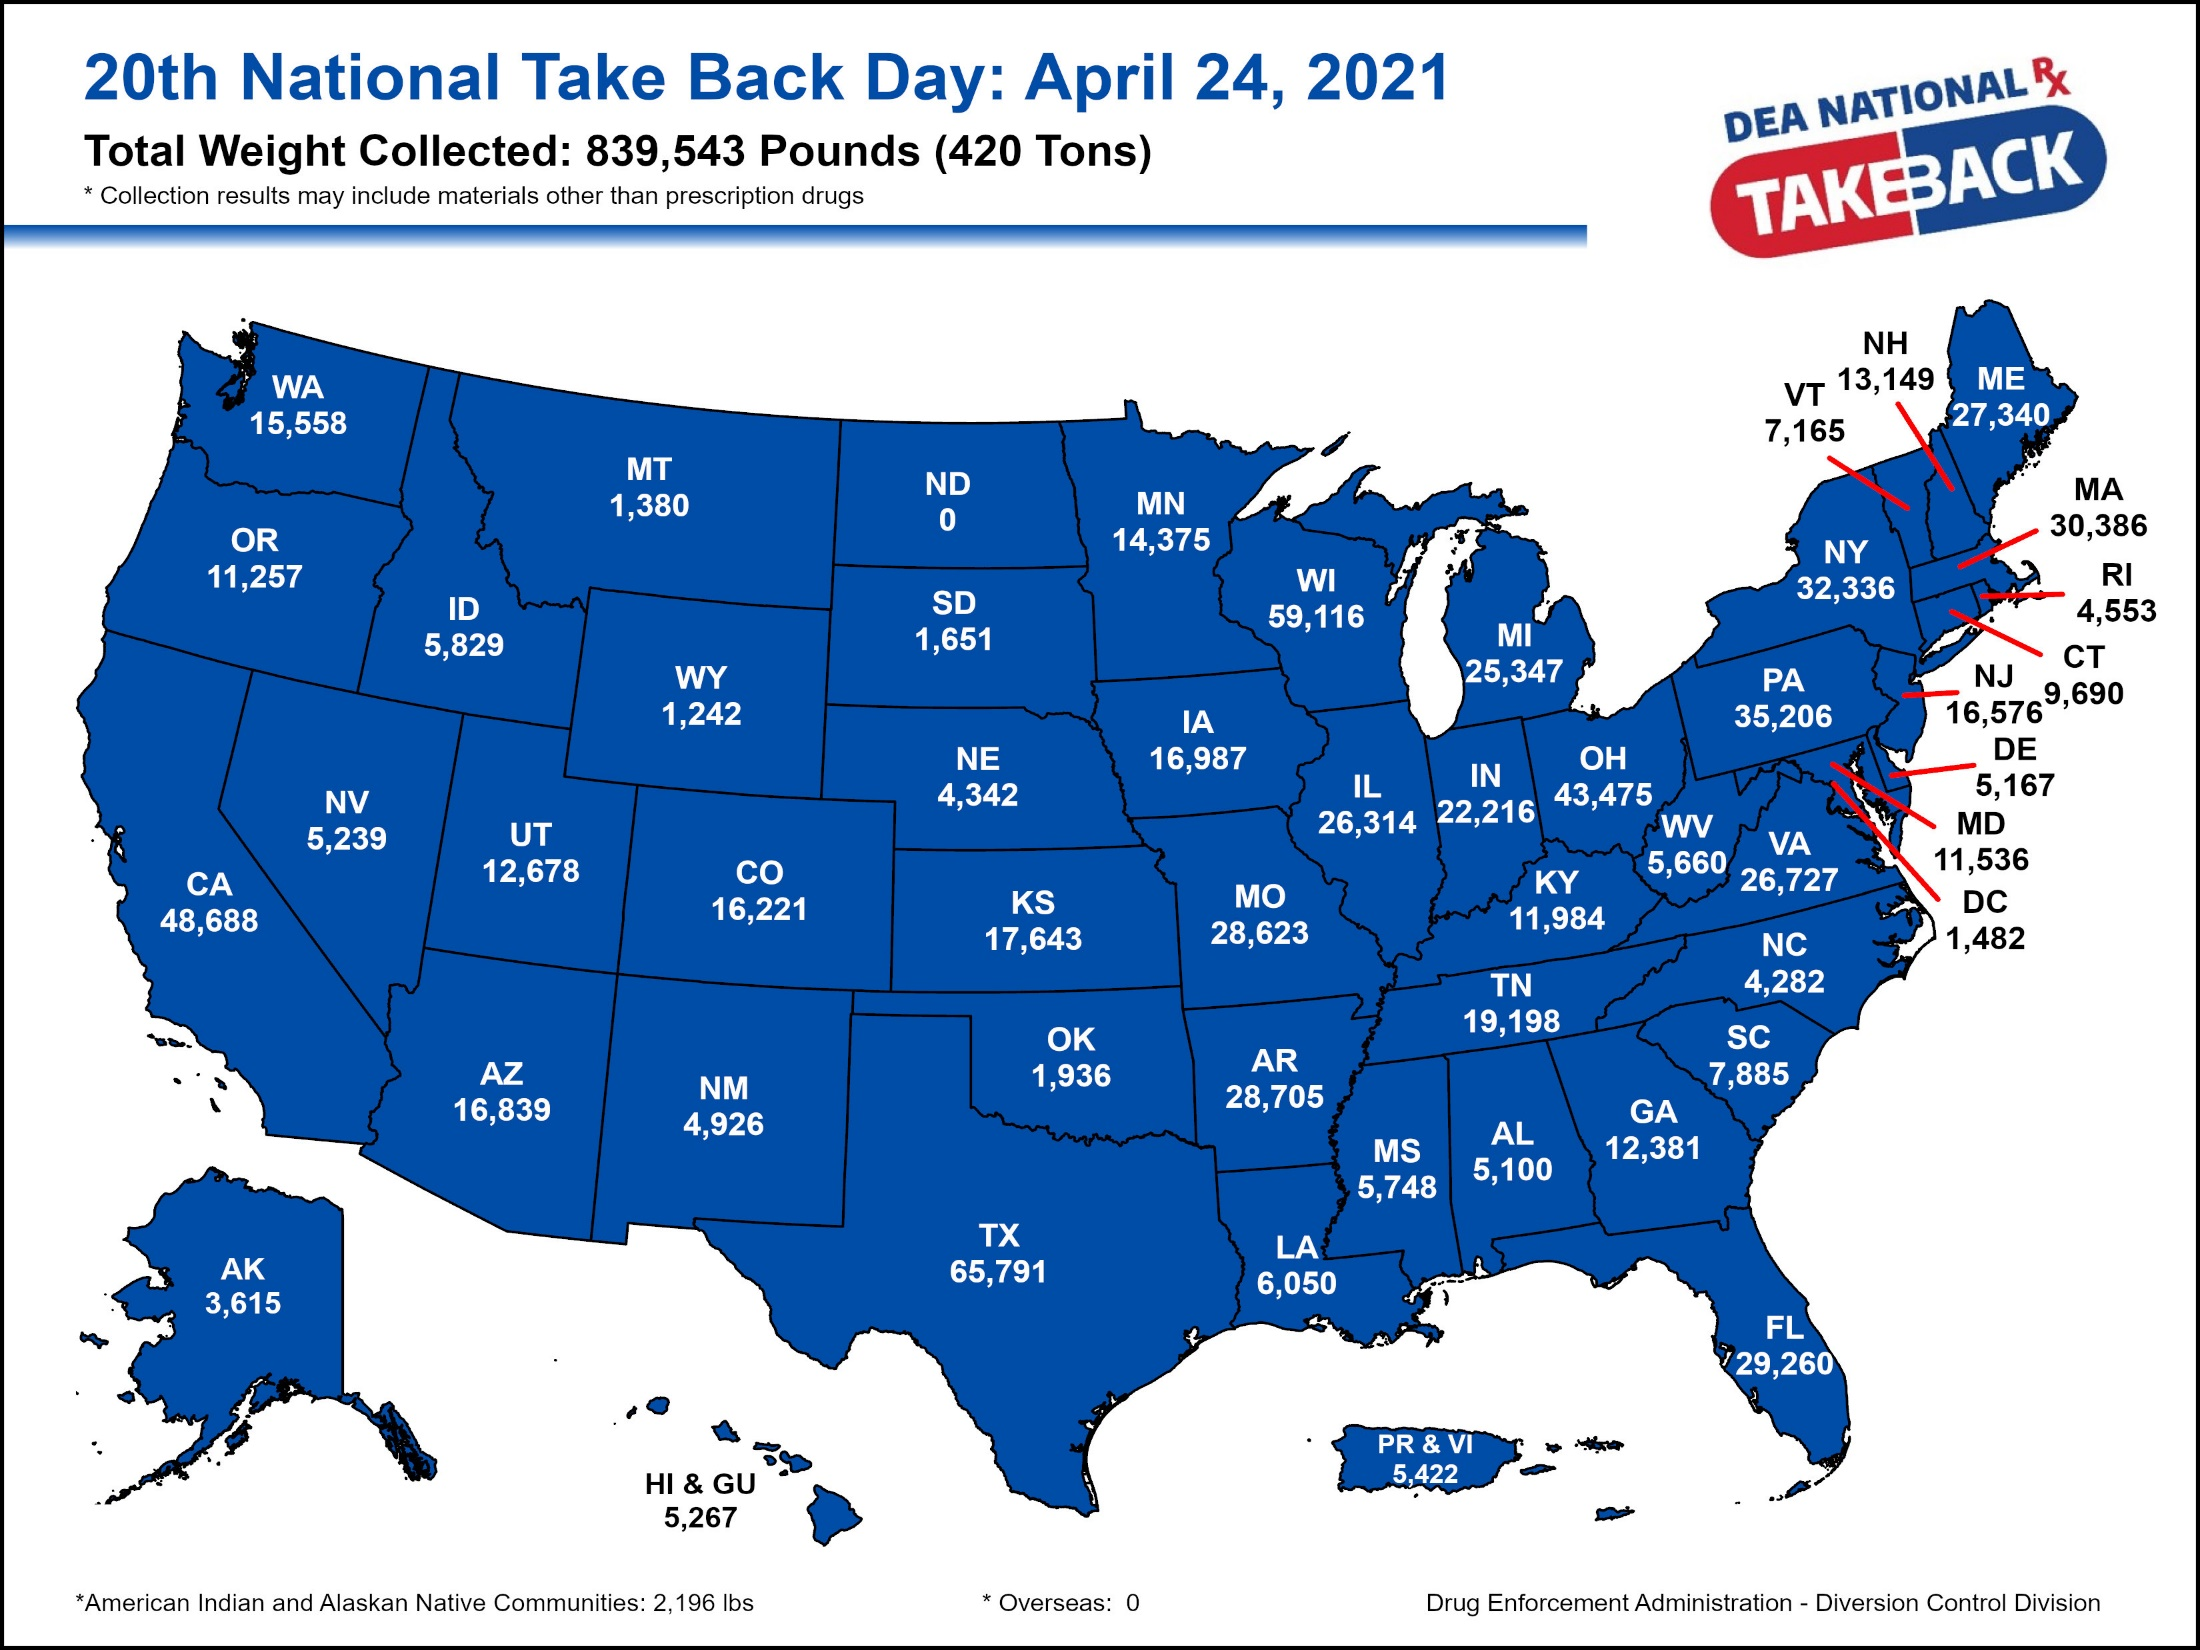 20th National Take Back Day: April 24, 2021
Total Weight Collected: 839,543 Pounds (420 Tons)
* Collection results may include materials other than prescription drugs
DEA NATIONAL Rx
TAKEBACK
WA
15,558
OR
11,257
CA
48,688
NV
5,239
ID
5,829
MT
1,380
WY
1,242
UT
12,678
CO
16,221
AZ
16,839
NM
4,926
ND
0
SD
1,651
NE
4,342
KS
17,643
OK
1,936
TX
65,791
MN
14,375
IA
16,987
MO
28,623
AR
28,705
LA
6,050
WI
59,116
IL
26,314
MI
25,347
IN
22,216
OH
43,475
KY
11,984
TN
19,198
MS
5,748
AL
5,100
GA
12,381
FL
29,260
SC
7,885
NC
4,282
VA
26,727
WV
5,660
PA
35,206
NY
32,336
VT
7,165
NH
13,149
ME
27,340
MA
30,386
RI
4,553
CT
9,690
NJ
16,576
DE
5,167
MD
11,536
DC
1,482
AK
3,615
HI & GU
5,267
PR & VI
5,422
*American Indian and Alaskan Native Communities: 2,196 lbs
* Overseas: 0
Drug Enforcement Administration - Diversion Control Division